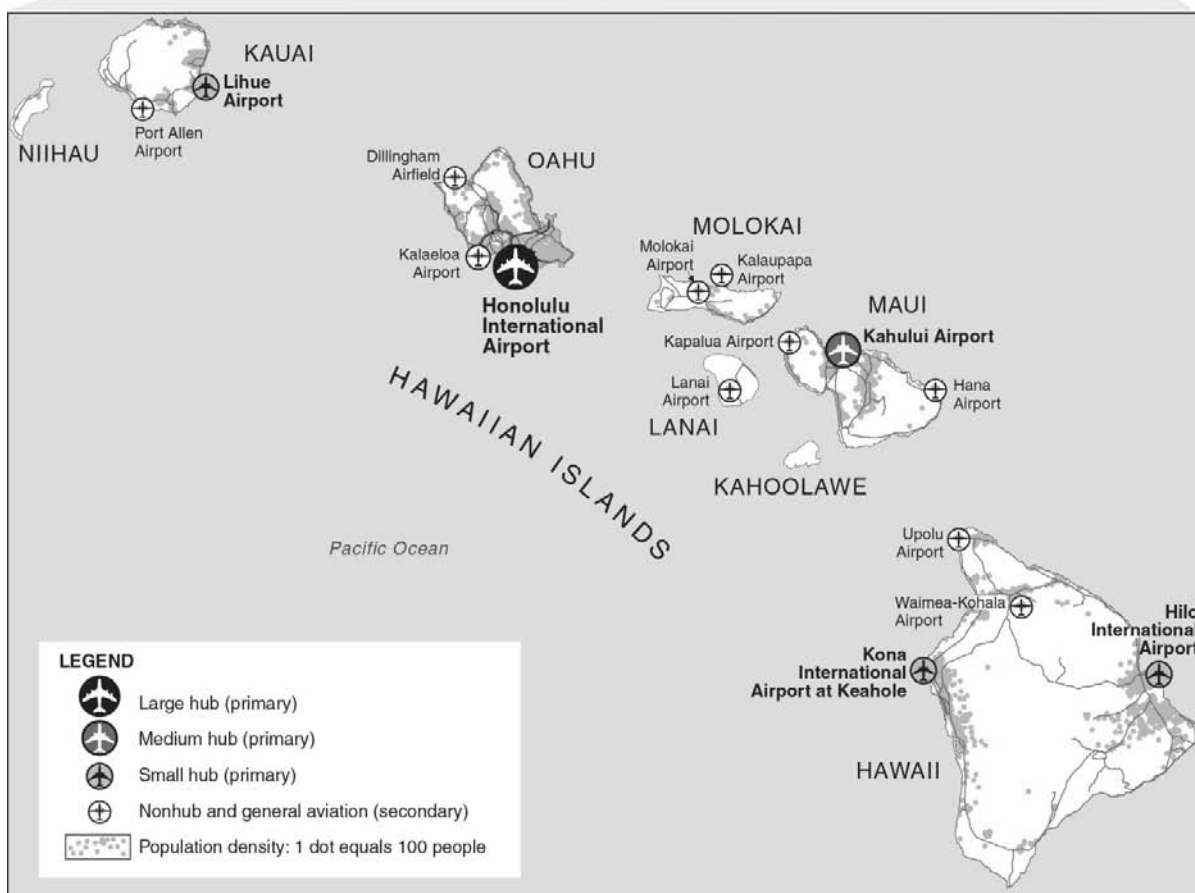 KAUAI
Lihue
Airport
Port Allen
Airport
NIIHAU
Dillingham
Airfield
OAHU
Kalaeloa
Airport
Honolulu
International
Airport
MOLOKAI
Molokai
Airport
Kalaupapa
Airport
MAUI
Kapalua Airport
Kahului Airport
Lanai
Airport
Hana
Airport
LANAI
KAHOOLAWE
HAWAIIAN ISLANDS
Pacific Ocean
Upolu
Airport
Waimea-Kohala
Airport
Hilo
International
Airport
Kona
International
Airport at Keahole
HAWAII
LEGEND
Large hub (primary)
Medium hub (primary)
Small hub (primary)
Nonhub and general aviation (secondary)
Population density: 1 dot equals 100 people